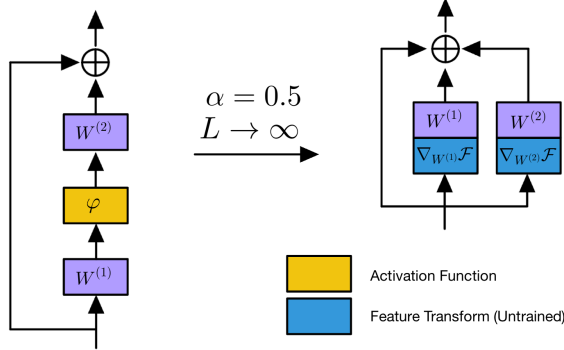 W^{(2)}
φ
W^{(1)}
α = 0.5
L → ∞
W^{(1)} W^{(2)}
∇_{W^{(1)}}ℱ ∇_{W^{(2)}}ℱ
Activation Function
Feature Transform (Untrained)